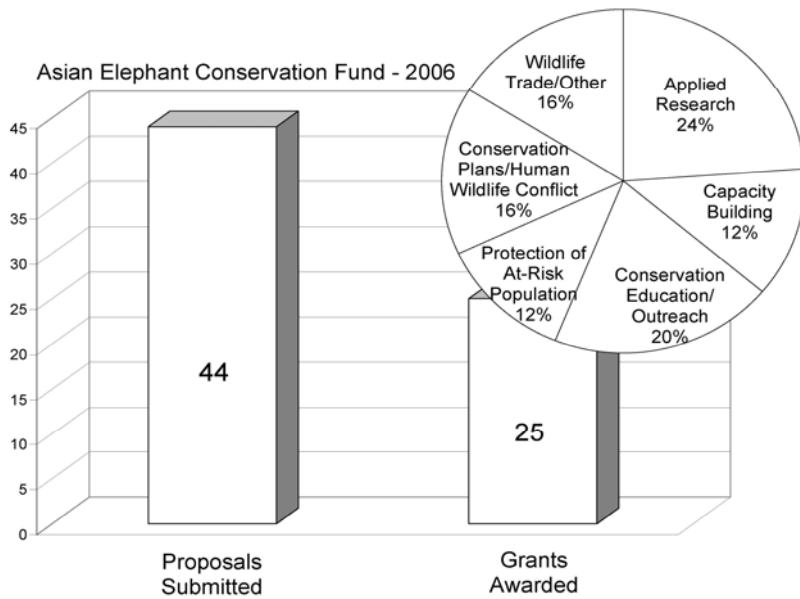 Asian Elephant Conservation Fund - 2006
45
40
35
30
25
20
15
10
5
0
44
25
Proposals
Submitted
Grants
Awarded
Wildlife
Trade/Other
16%
Applied
Research
24%
Capacity
Building
12%
Conservation
Education/
Outreach
20%
Protection of
At-Risk
Population
12%
Conservation
Plans/Human
Wildlife Conflict
16%